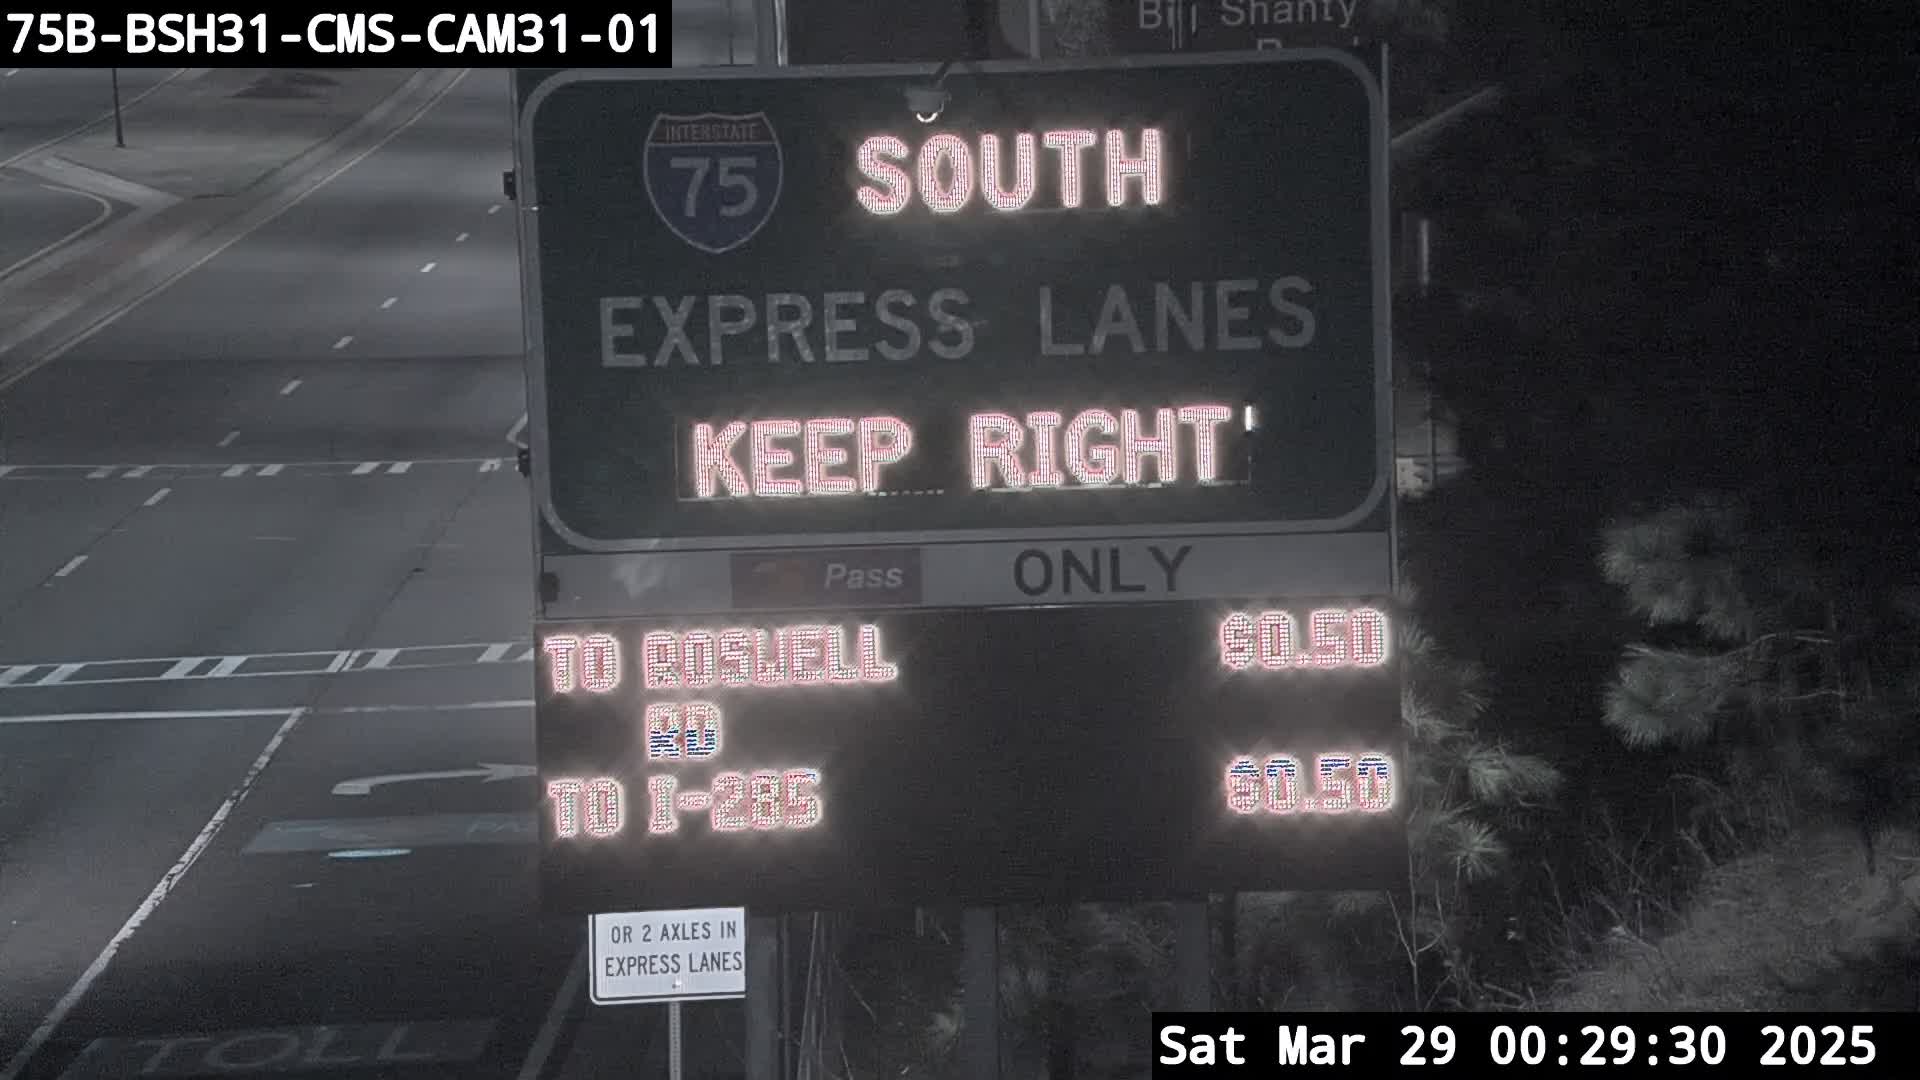 75B-BSH31-CMS-CAM31-01
Bill Shanty
INTERSTATE
75
SOUTH
EXPRESS LANES
KEEP RIGHT
Pass
ONLY
TO ROSWELL $0.50
RD
TO I-285 $0.50
OR 2 AXLES IN
EXPRESS LANES
TOLL
Sat Mar 29 00:29:30 2025